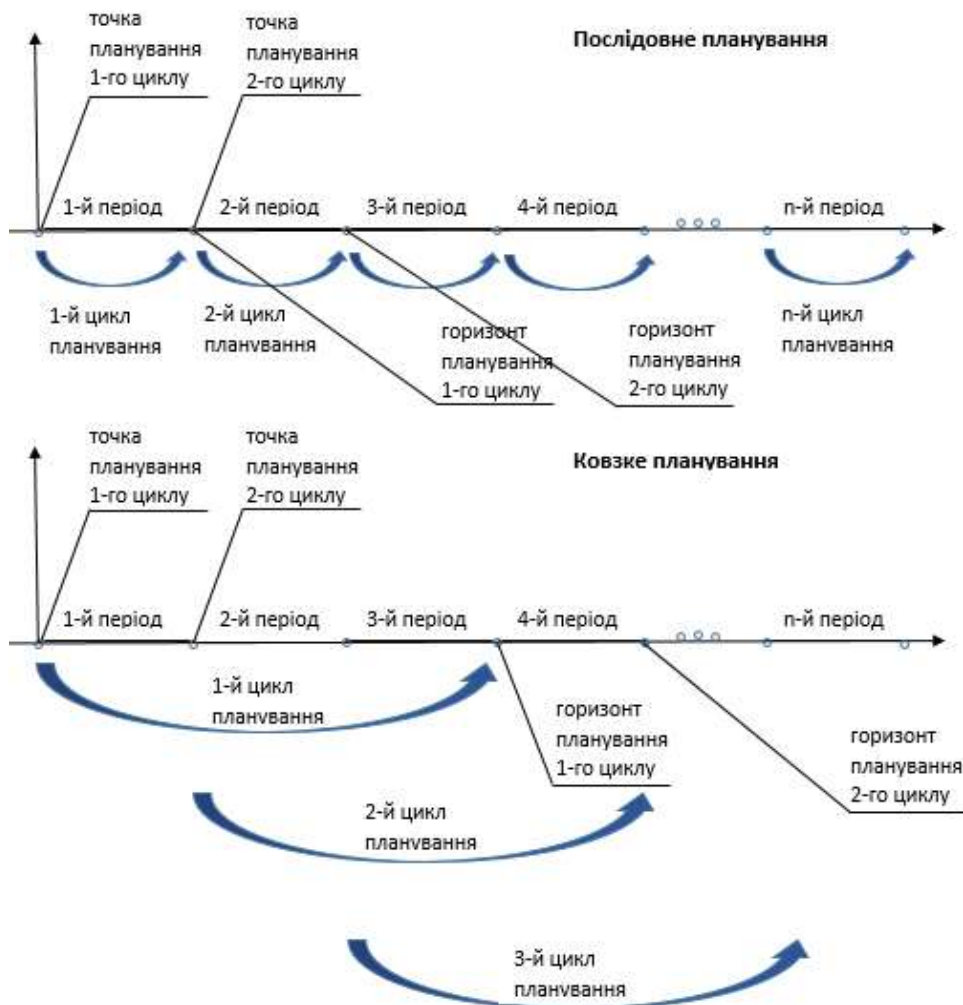 точка
планування
1-го циклу
точка
планування
2-го циклу
Послідовне планування
1-й період
2-й період
3-й період
4-й період
n-й період
1-й цикл
планування
2-й цикл
планування
горизонт
планування
1-го циклу
горизонт
планування
2-го циклу
n-й цикл
планування
точка
планування
1-го циклу
точка
планування
2-го циклу
Ковзке планування
1-й період
2-й період
3-й період
4-й період
n-й період
1-й цикл
планування
горизонт
планування
1-го циклу
горизонт
планування
2-го циклу
2-й цикл
планування
3-й цикл
планування